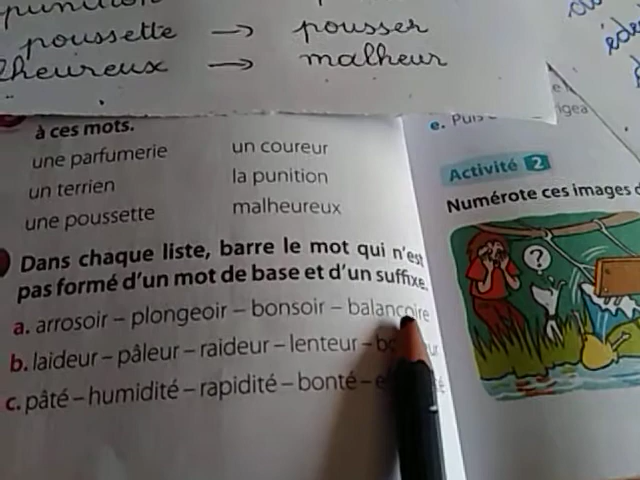 poussette → pousser
heureux → malheur
à ces mots.
une parfumerie un coureur
un terrien la punition
une poussette malheureux
e.
Activité 2
Numérote ces images
?
Dans chaque liste, barre le mot qui n'est
pas formé d'un mot de base et d'un suffixe.
a. arrosoir – plongeoir – bonsoir – balançoire
b. laideur – pâleur – raideur – lenteur –
c. pâté – humidité – rapidité – bonté –